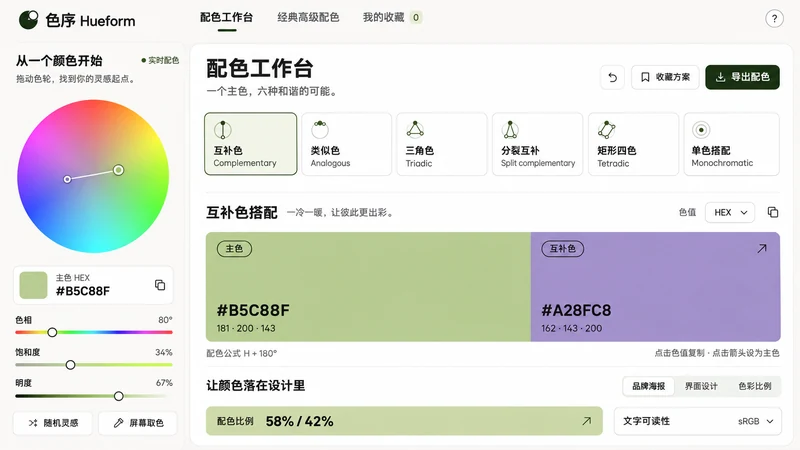 色序 Hueform
配色工作台
经典高级配色
我的收藏 0
?
从一个颜色开始
实时配色
拖动色轮，找到你的灵感起点。
主色 HEX
#B5C88F
色相 80°
饱和度 34%
明度 67%
随机灵感
屏幕取色
配色工作台
一个主色，六种和谐的可能。
收藏方案
导出配色
互补色
Complementary
类似色
Analogous
三角色
Triadic
分裂互补
Split complementary
矩形四色
Tetradic
单色搭配
Monochromatic
互补色搭配 一冷一暖，让彼此更出彩。
色值 HEX
主色
#B5C88F
181 · 200 · 143
互补色
#A28FC8
162 · 143 · 200
配色公式 H + 180°
点击色值复制 · 点击箭头设为主色
让颜色落在设计里
品牌海报 界面设计 色彩比例
配色比例 58% / 42%
文字可读性 sRGB